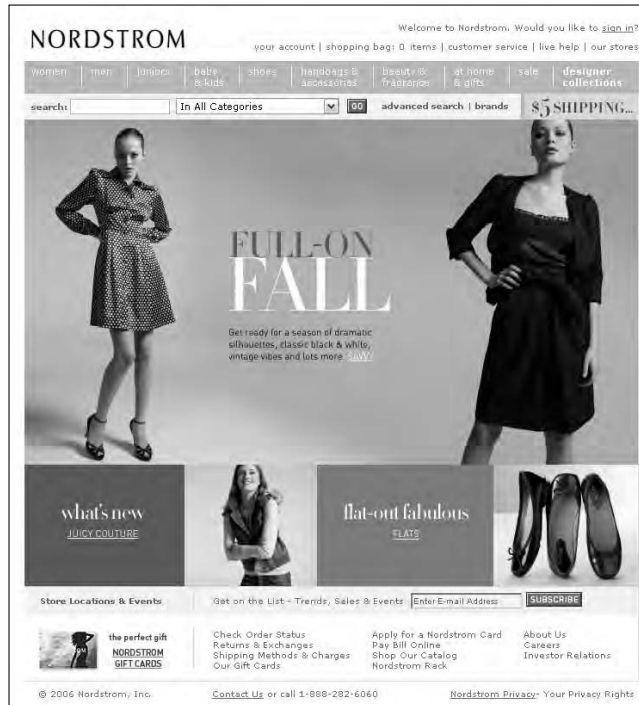 NORDSTROM
Welcome to Nordstrom. Would you like to sign in?
your account | shopping bag: 0 items | customer service | live help | our stores
women | men | juniors | baby & kids | shoes | handbags & accessories | beauty & fragrance | at home & gifts | sale | designer collections
search: In All Categories GO advanced search | brands $5 SHIPPING...
FULL-ON
FALL
Get ready for a season of dramatic
silhouettes, classic black & white,
vintage vibes and lots more.
what's new
JUICY COUTURE
flat-out fabulous
FLATS
Store Locations & Events
Get on the List - Trends, Sales & Events Enter E-mail Address SUBSCRIBE
the perfect gift
NORDSTROM
GIFT CARDS
Check Order Status
Returns & Exchanges
Shipping Methods & Charges
Our Gift Cards
Apply for a Nordstrom Card
Pay Bill Online
Shop Our Catalog
Nordstrom Rack
About Us
Careers
Investor Relations
© 2006 Nordstrom, Inc.
Contact Us or call 1-888-282-6060
Nordstrom Privacy- Your Privacy Rights